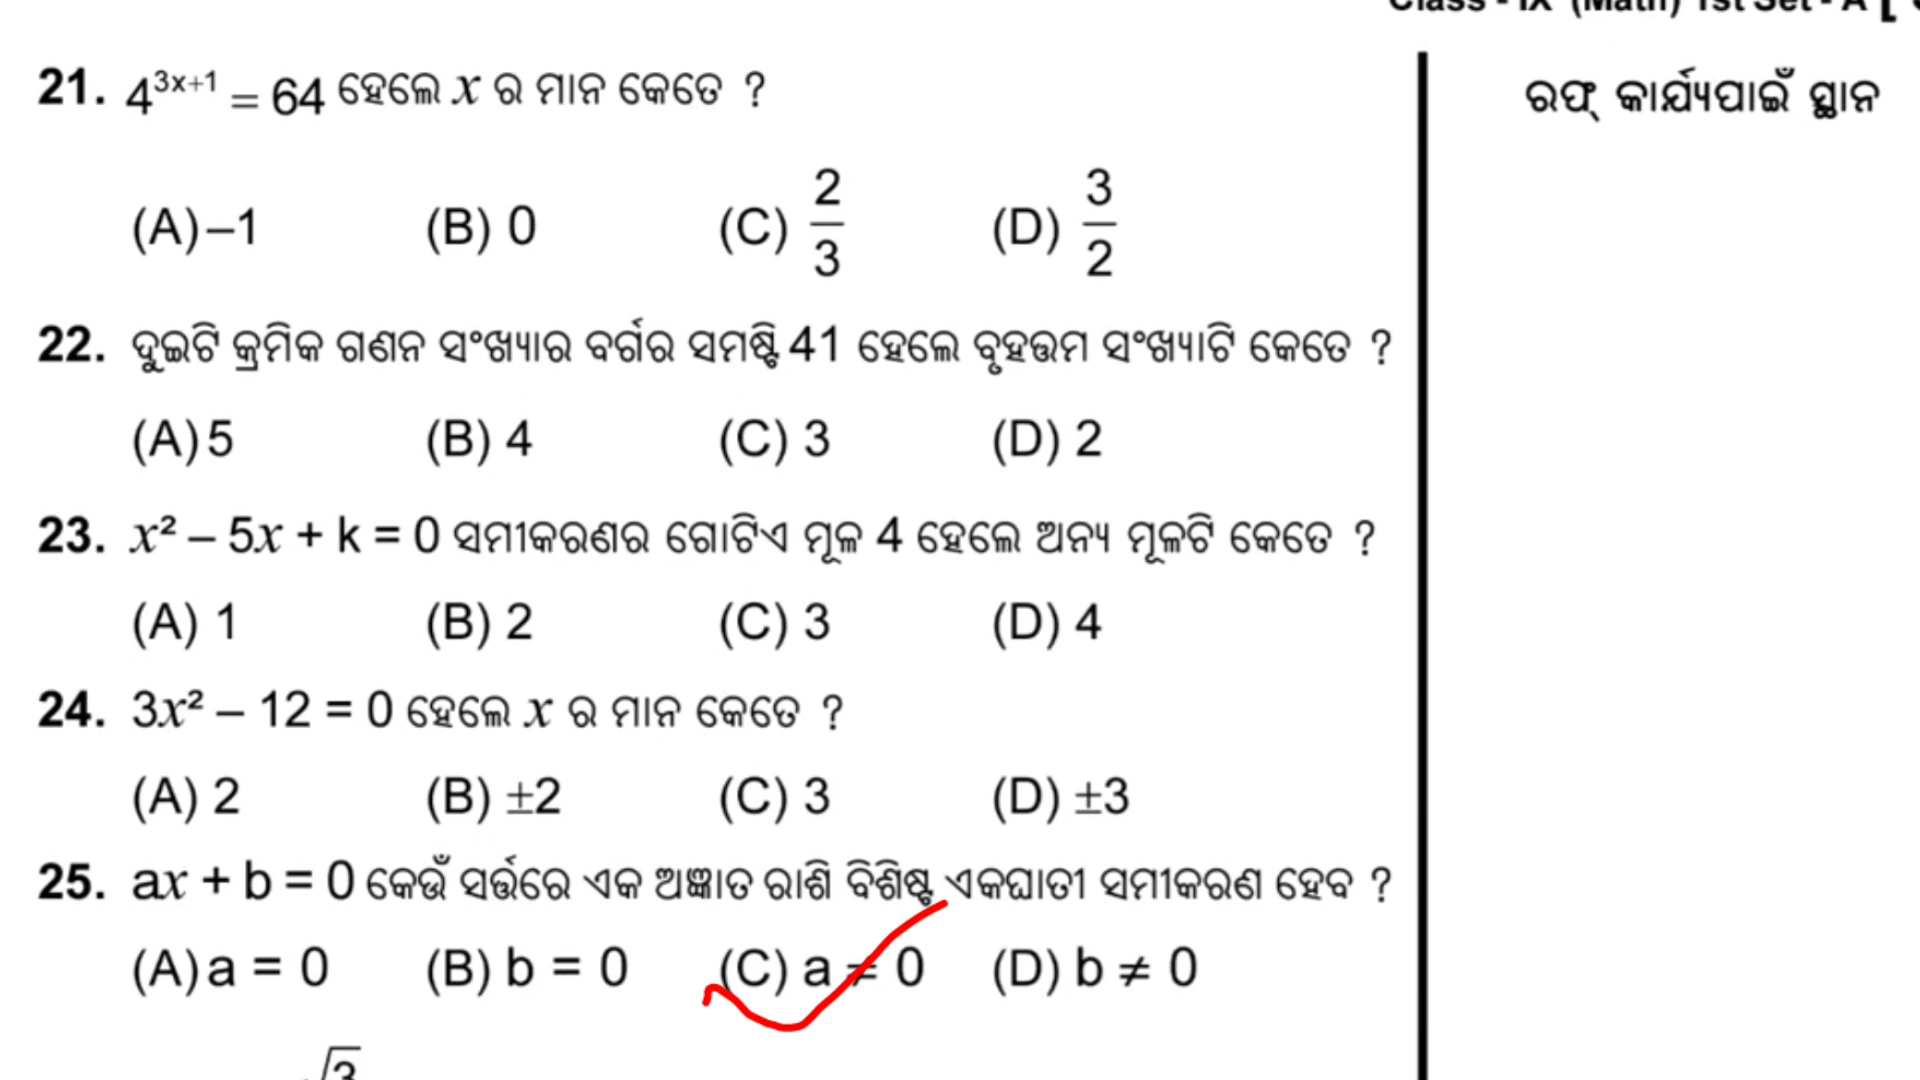 Class - IX (Math) 1st Set - A [
21. 4^{3x+1} = 64 ହେଲେ x ର ମାନ କେତେ ?
ରଫ୍ କାର୍ଯ୍ୟପାଇଁ ସ୍ଥାନ
(A) –1 (B) 0 (C) 2/3 (D) 3/2
22. ଦୁଇଟି କ୍ରମିକ ଗଣନ ସଂଖ୍ୟାର ବର୍ଗର ସମଷ୍ଟି 41 ହେଲେ ବୃହତ୍ତମ ସଂଖ୍ୟାଟି କେତେ ?
(A) 5 (B) 4 (C) 3 (D) 2
23. x² – 5x + k = 0 ସମୀକରଣର ଗୋଟିଏ ମୂଳ 4 ହେଲେ ଅନ୍ୟ ମୂଳଟି କେତେ ?
(A) 1 (B) 2 (C) 3 (D) 4
24. 3x² – 12 = 0 ହେଲେ x ର ମାନ କେତେ ?
(A) 2 (B) ±2 (C) 3 (D) ±3
25. ax + b = 0 କେଉଁ ସର୍ତ୍ତରେ ଏକ ଅଜ୍ଞାତ ରାଶି ବିଶିଷ୍ଟ ଏକଘାତୀ ସମୀକରଣ ହେବ ?
(A) a = 0 (B) b = 0 (C) a ≠ 0 (D) b ≠ 0
√3